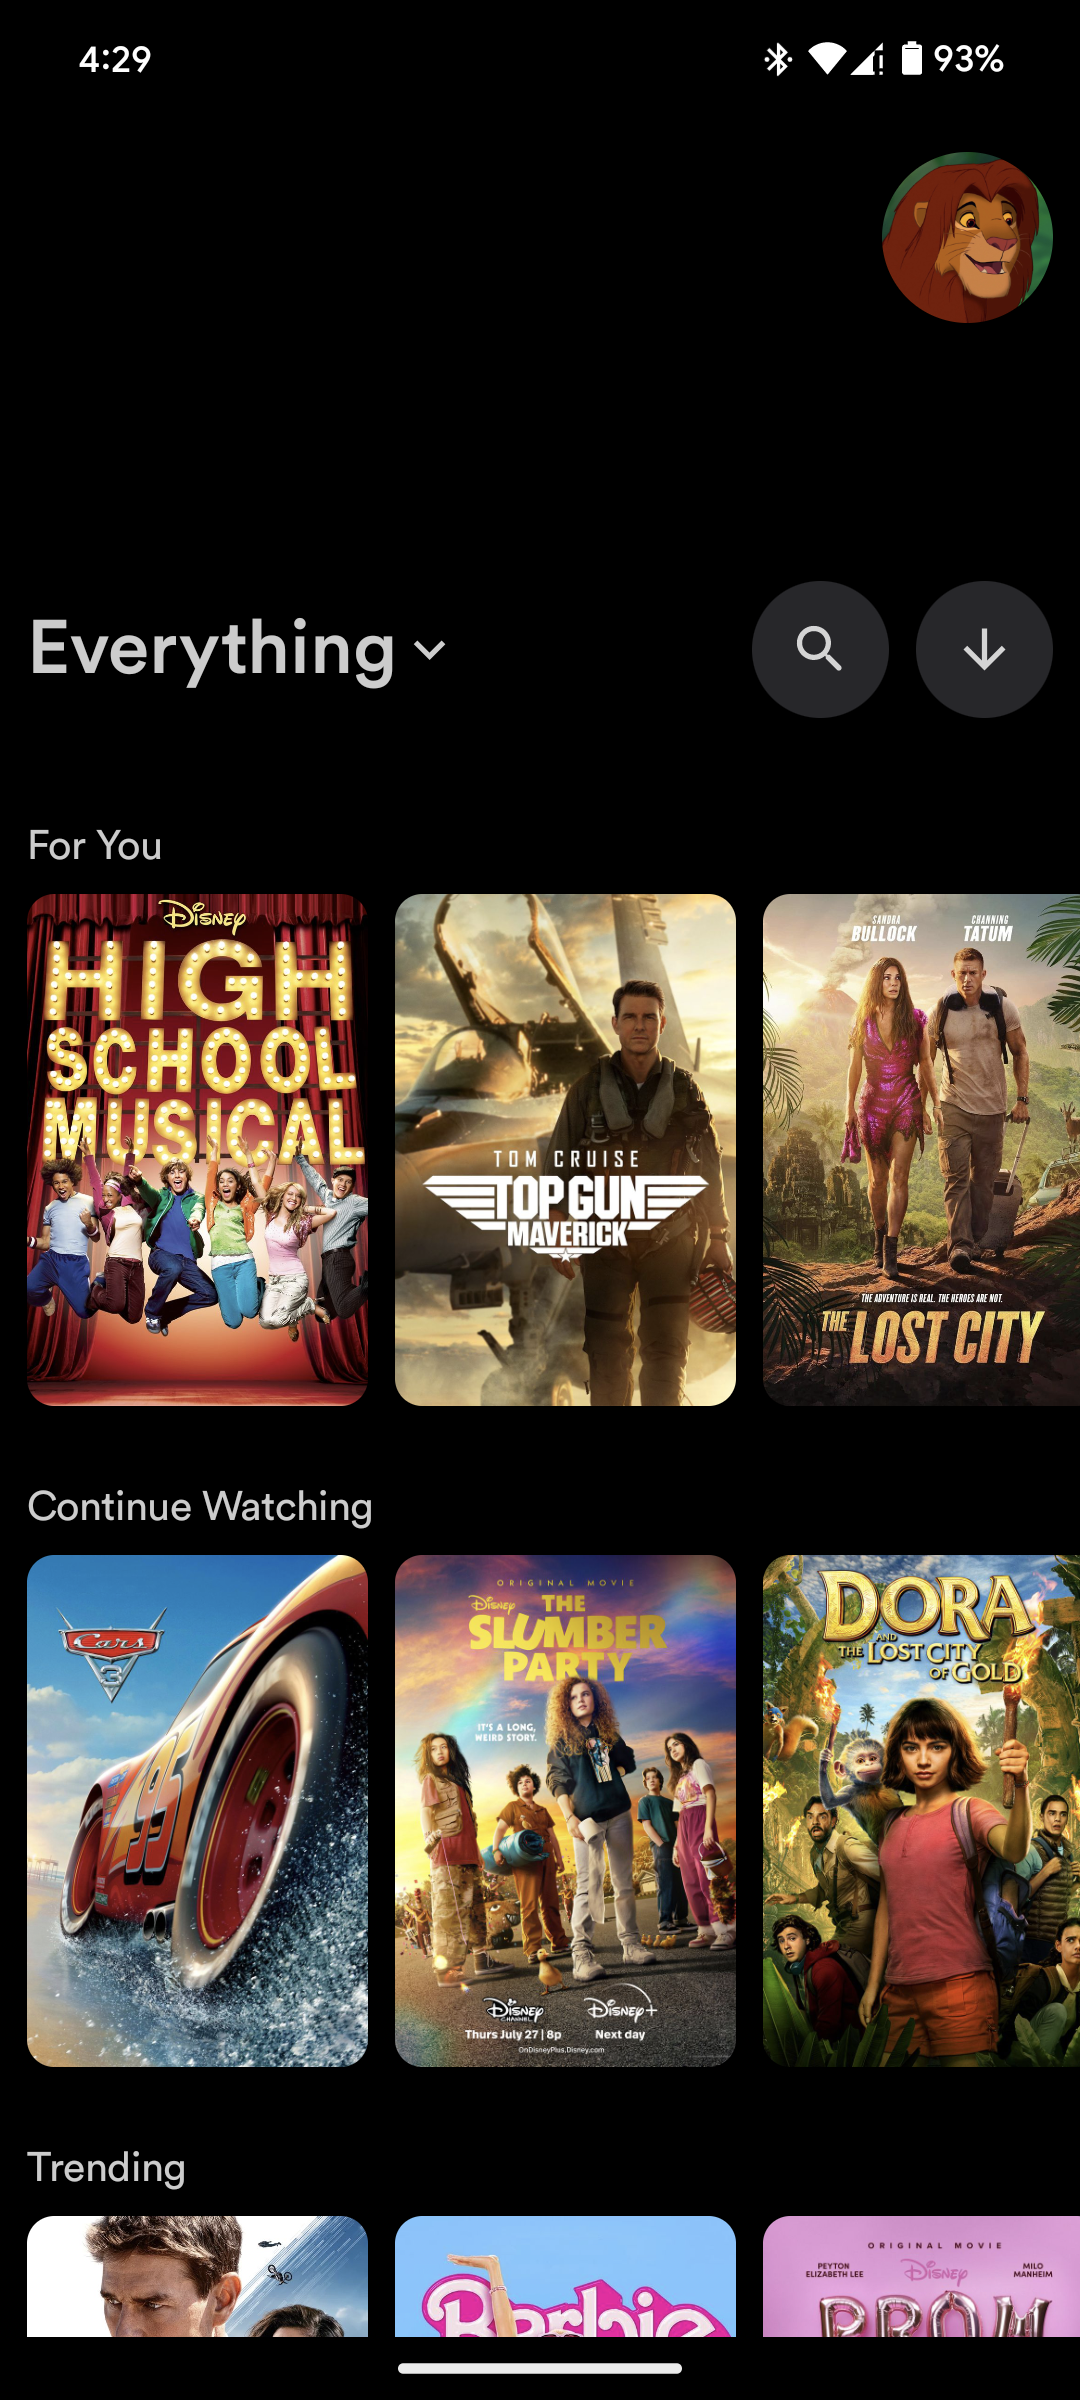 4:29
93%
Everything
For You
Disney
HIGH
SCHOOL
MUSICAL
TOM CRUISE
TOP GUN
MAVERICK
SANDRA
BULLOCK
CHANNING
TATUM
THE ADVENTURE IS REAL. THE HEROES ARE NOT.
THE LOST CITY
Continue Watching
Cars
3
95
ORIGINAL MOVIE
Disney THE
SLUMBER
PARTY
IT'S A LONG,
WEIRD STORY.
Disney
CHANNEL
Thurs July 27 | 8p
Disney+
Next day
OnDisneyPlus.Disney.com
DORA
AND
THE LOST CITY
OF GOLD
Trending
Barbie
ORIGINAL MOVIE
PEYTON
ELIZABETH LEE
Disney
MILO
MANHEIM
PROM